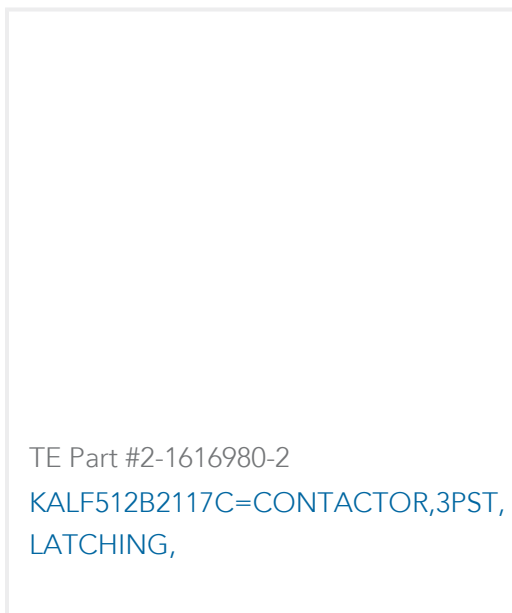 TE Part #2-1616980-2
KALF512B2117C=CONTACTOR,3PST,
LATCHING,